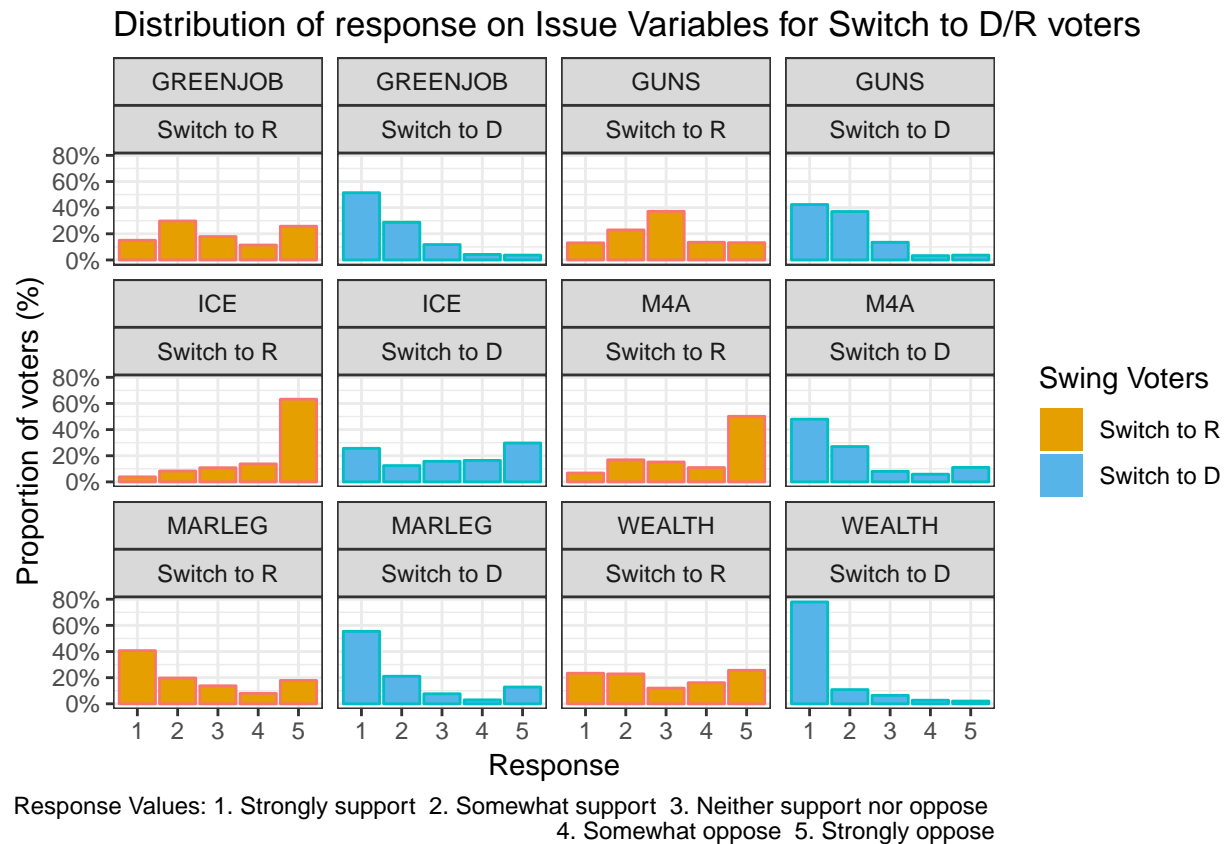 Distribution of response on Issue Variables for Switch to D/R voters
GREENJOB GREENJOB GUNS GUNS
Switch to R Switch to D Switch to R Switch to D
80%
60%
40%
20%
0%
ICE ICE M4A M4A
Switch to R Switch to D Switch to R Switch to D
80%
60%
40%
20%
0%
MARLEG MARLEG WEALTH WEALTH
Switch to R Switch to D Switch to R Switch to D
80%
60%
40%
20%
0%
1 2 3 4 5 1 2 3 4 5 1 2 3 4 5 1 2 3 4 5
Proportion of voters (%)
Response
Swing Voters
Switch to R
Switch to D
Response Values: 1. Strongly support 2. Somewhat support 3. Neither support nor oppose
4. Somewhat oppose 5. Strongly oppose